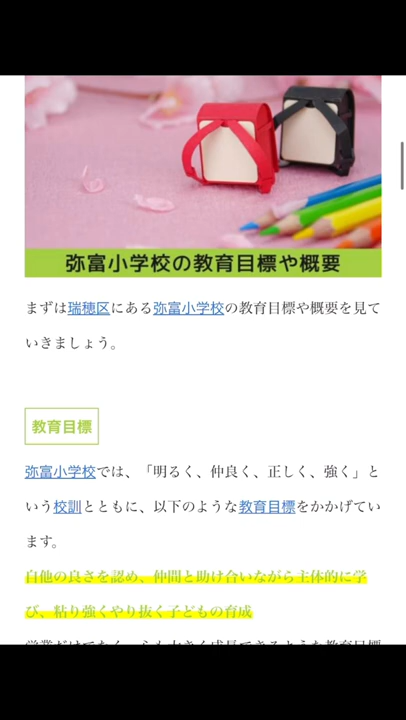 弥富小学校の教育目標や概要
まずは瑞穂区にある弥富小学校の教育目標や概要を見て
いきましょう。
教育目標
弥富小学校では、「明るく、仲良く、正しく、強く」と
いう校訓とともに、以下のような教育目標をかかげてい
ます。
自他の良さを認め、仲間と助け合いながら主体的に学
び、粘り強くやり抜く子どもの育成